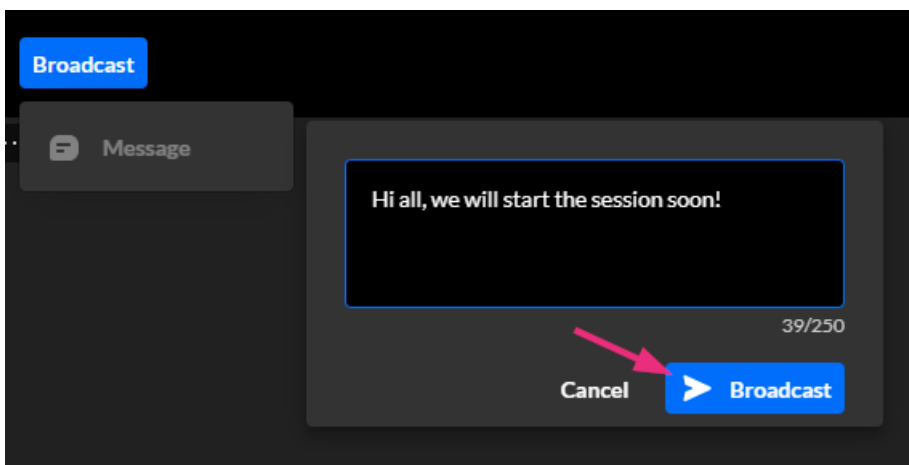 Broadcast
Message
Hi all, we will start the session soon!
39/250
Cancel
Broadcast